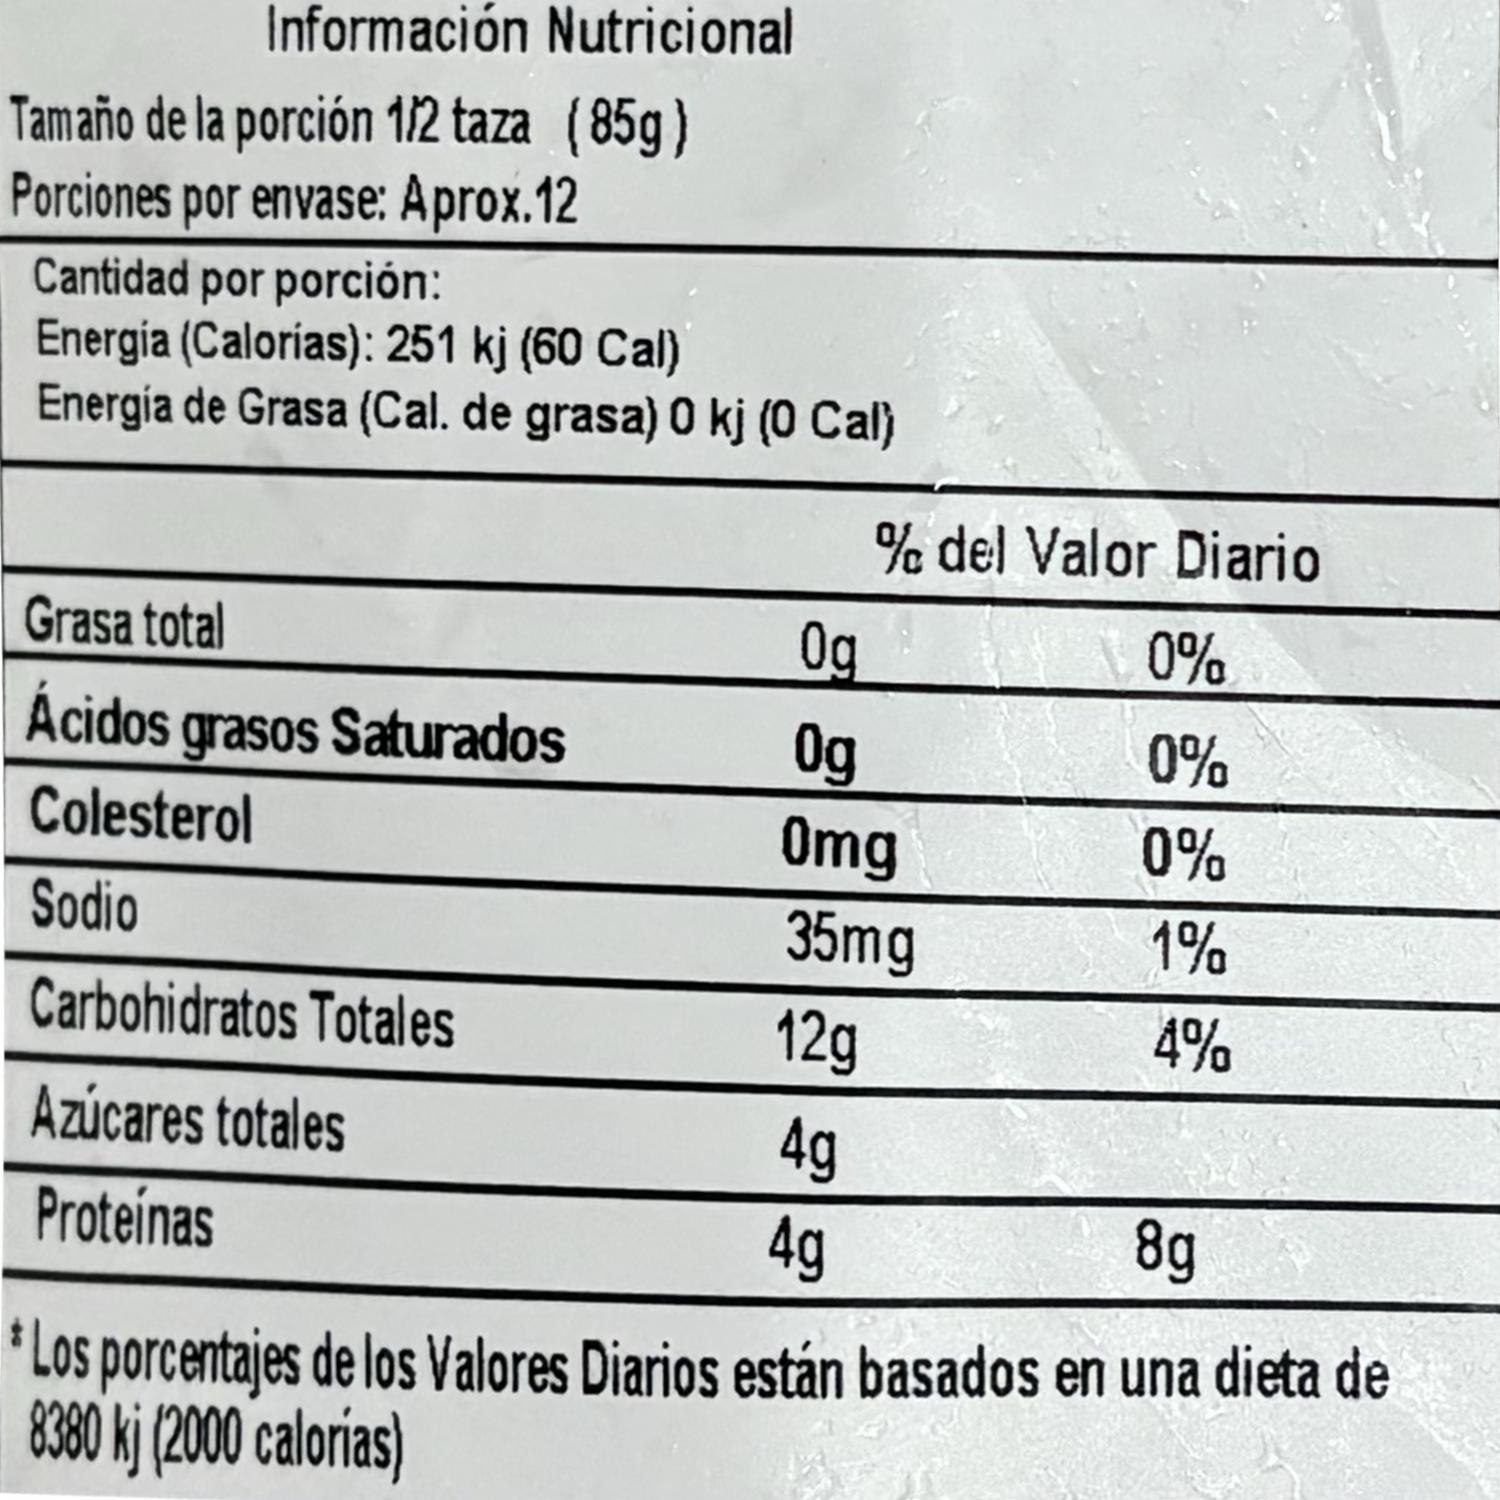 Información Nutricional
Tamaño de la porción 1/2 taza (85g)
Porciones por envase: Aprox.12
Cantidad por porción:
Energía (Calorías): 251 kj (60 Cal)
Energía de Grasa (Cal. de grasa) 0 kj (0 Cal)
% del Valor Diario
Grasa total 0g 0%
Ácidos grasos Saturados 0g 0%
Colesterol 0mg 0%
Sodio 35mg 1%
Carbohidratos Totales 12g 4%
Azúcares totales 4g
Proteínas 4g 8g
* Los porcentajes de los Valores Diarios están basados en una dieta de
8380 kj (2000 calorías)